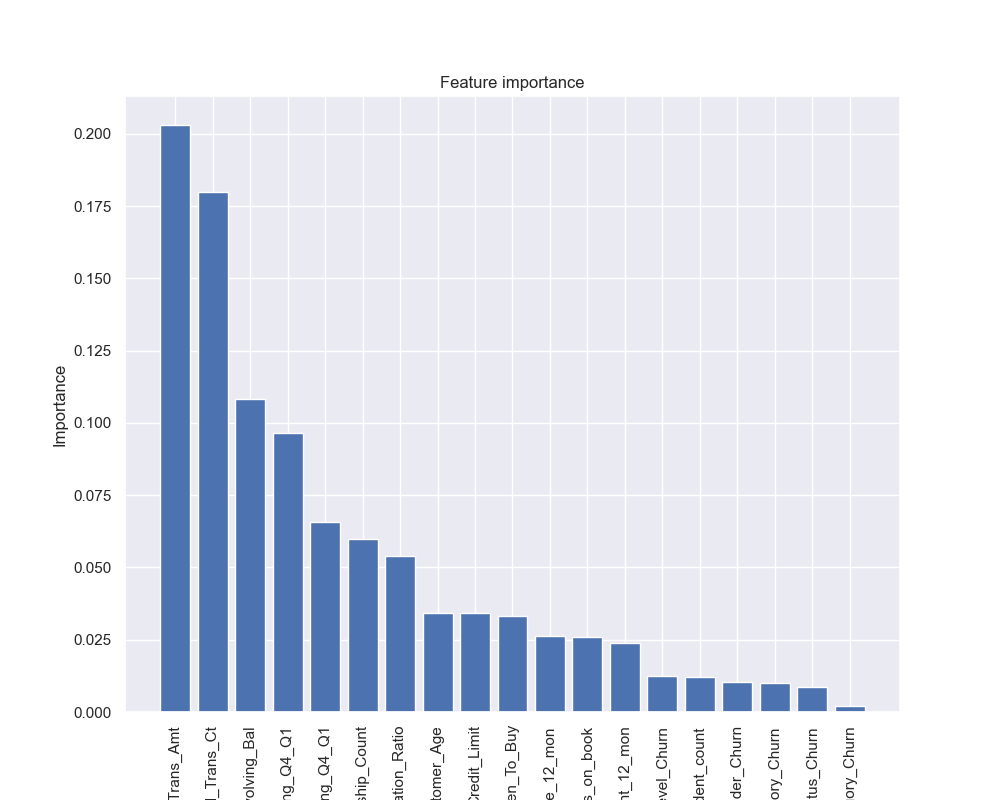 Feature importance
Importance
0.200
0.175
0.150
0.125
0.100
0.075
0.050
0.025
0.000
Trans_Amt
l_Trans_Ct
volving_Bal
ng_Q4_Q1
ng_Q4_Q1
ship_Count
ation_Ratio
tomer_Age
Credit_Limit
en_To_Buy
e_12_mon
s_on_book
nt_12_mon
evel_Churn
dent_count
der_Churn
ory_Churn
tus_Churn
ory_Churn